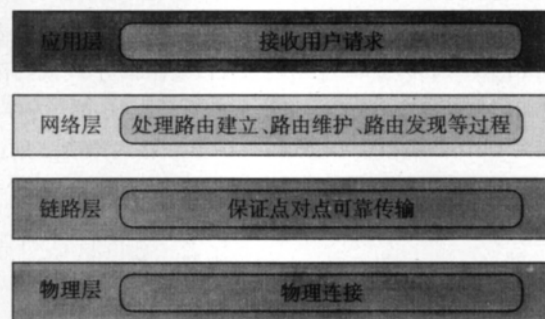 应用层 接收用户请求
网络层 处理路由建立、路由维护、路由发现等过程
链路层 保证点对点可靠传输
物理层 物理连接